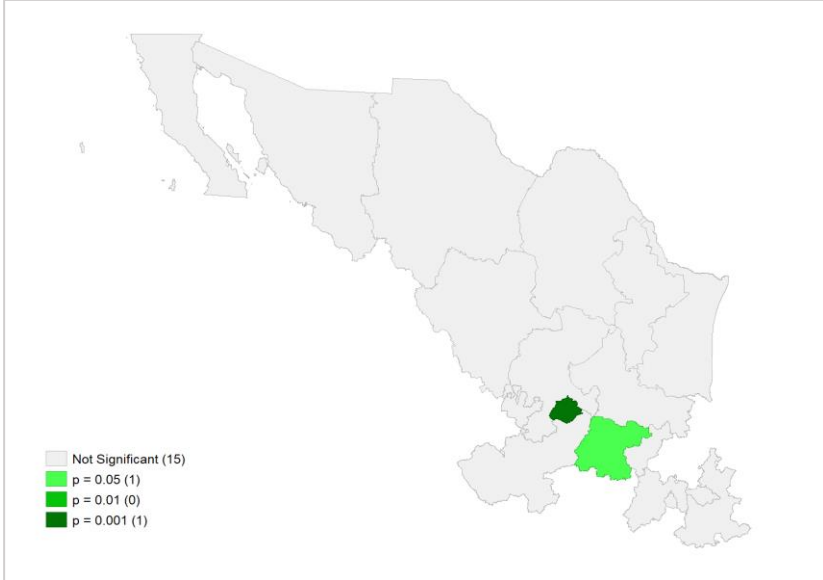 Not Significant (15)
p = 0.05 (1)
p = 0.01 (0)
p = 0.001 (1)